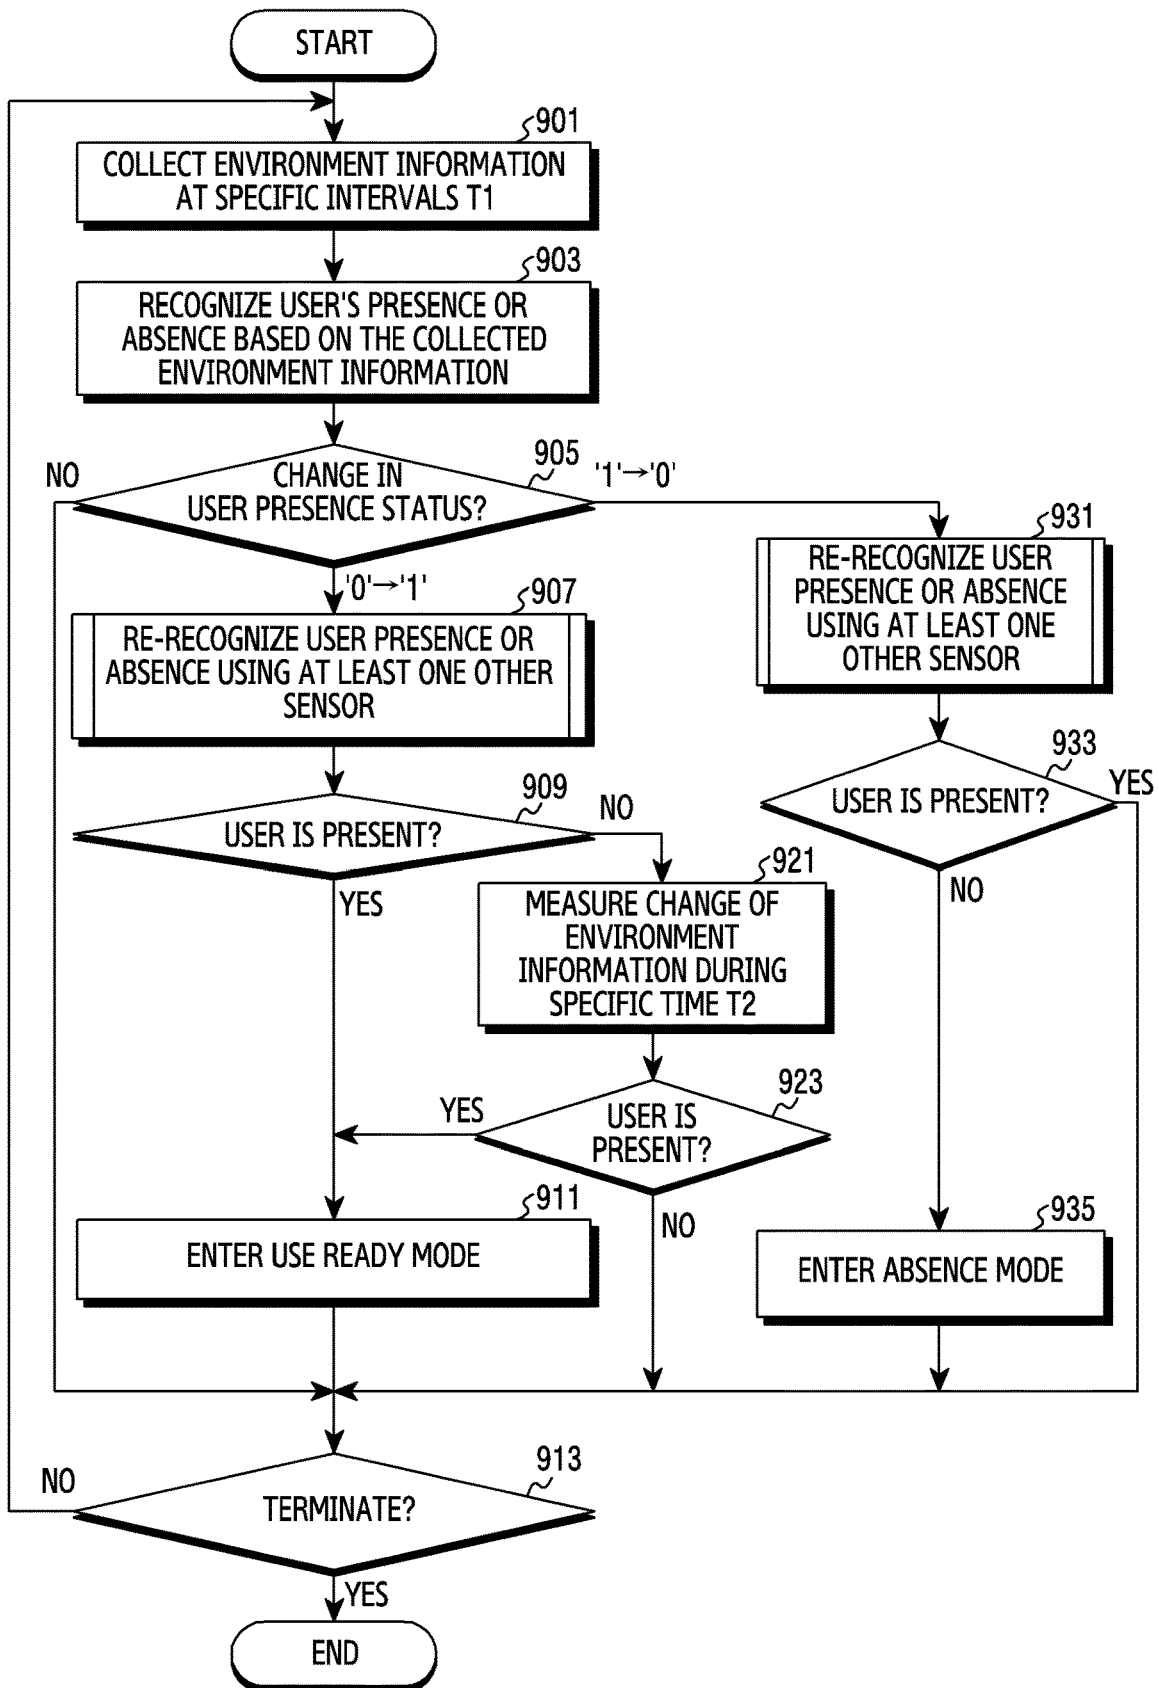 START
901
COLLECT ENVIRONMENT INFORMATION
AT SPECIFIC INTERVALS T1
903
RECOGNIZE USER'S PRESENCE OR
ABSENCE BASED ON THE COLLECTED
ENVIRONMENT INFORMATION
905
NO
CHANGE IN
USER PRESENCE STATUS?
'1'→'0'
'0'→'1'
907
RE-RECOGNIZE USER PRESENCE OR
ABSENCE USING AT LEAST ONE OTHER
SENSOR
931
RE-RECOGNIZE USER
PRESENCE OR ABSENCE
USING AT LEAST ONE
OTHER SENSOR
909
USER IS PRESENT?
NO
YES
933
USER IS PRESENT?
YES
NO
921
MEASURE CHANGE OF
ENVIRONMENT
INFORMATION DURING
SPECIFIC TIME T2
923
YES
USER IS
PRESENT?
NO
911
ENTER USE READY MODE
935
ENTER ABSENCE MODE
913
NO
TERMINATE?
YES
END